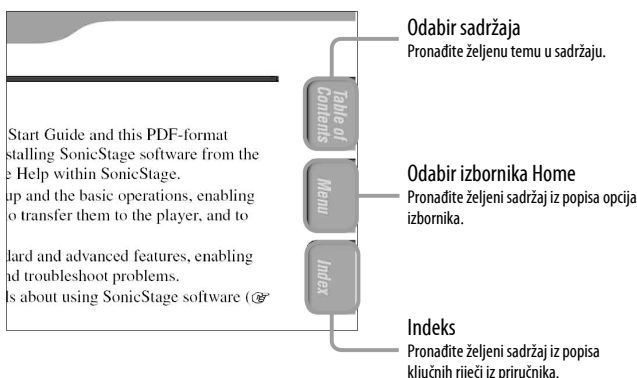 Odabir sadržaja
Pronađite željenu temu u sadržaju.
Table of
Contents
Start Guide and this PDF-format
stalling SonicStage software from the
e Help within SonicStage.
up and the basic operations, enabling
o transfer them to the player, and to
dard and advanced features, enabling
nd troubleshoot problems.
ls about using SonicStage software (☞
Menu
Odabir izbornika Home
Pronađite željeni sadržaj iz popisa opcija
izbornika.
Index
Indeks
Pronađite željeni sadržaj iz popisa
ključnih riječi iz priručnika.